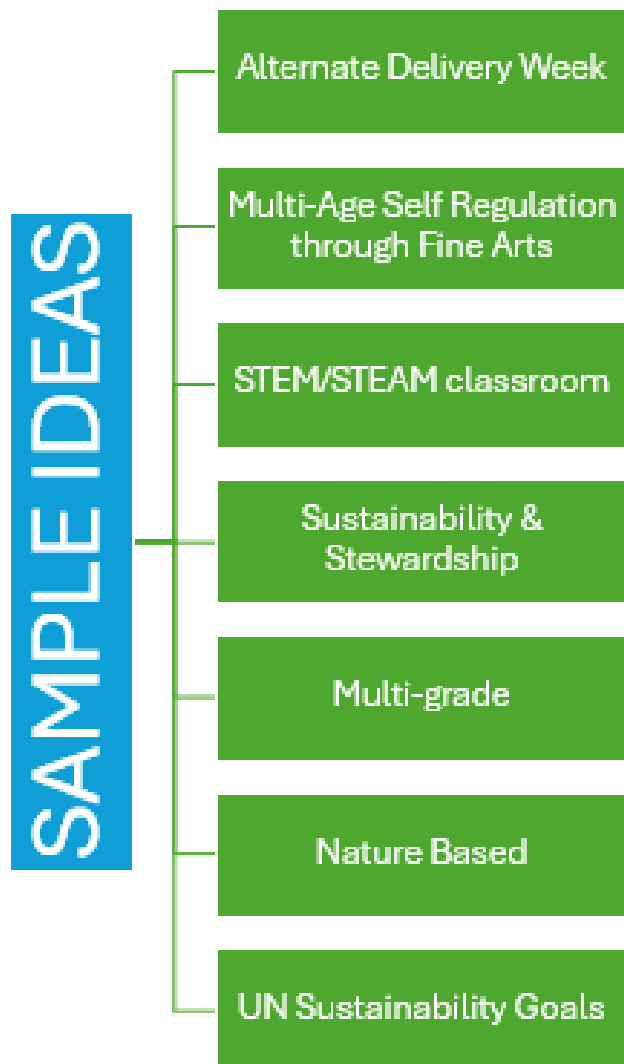 SAMPLE IDEAS
Alternate Delivery Week
Multi-Age Self Regulation
through Fine Arts
STEM/STEAM classroom
Sustainability &
Stewardship
Multi-grade
Nature Based
UN Sustainability Goals